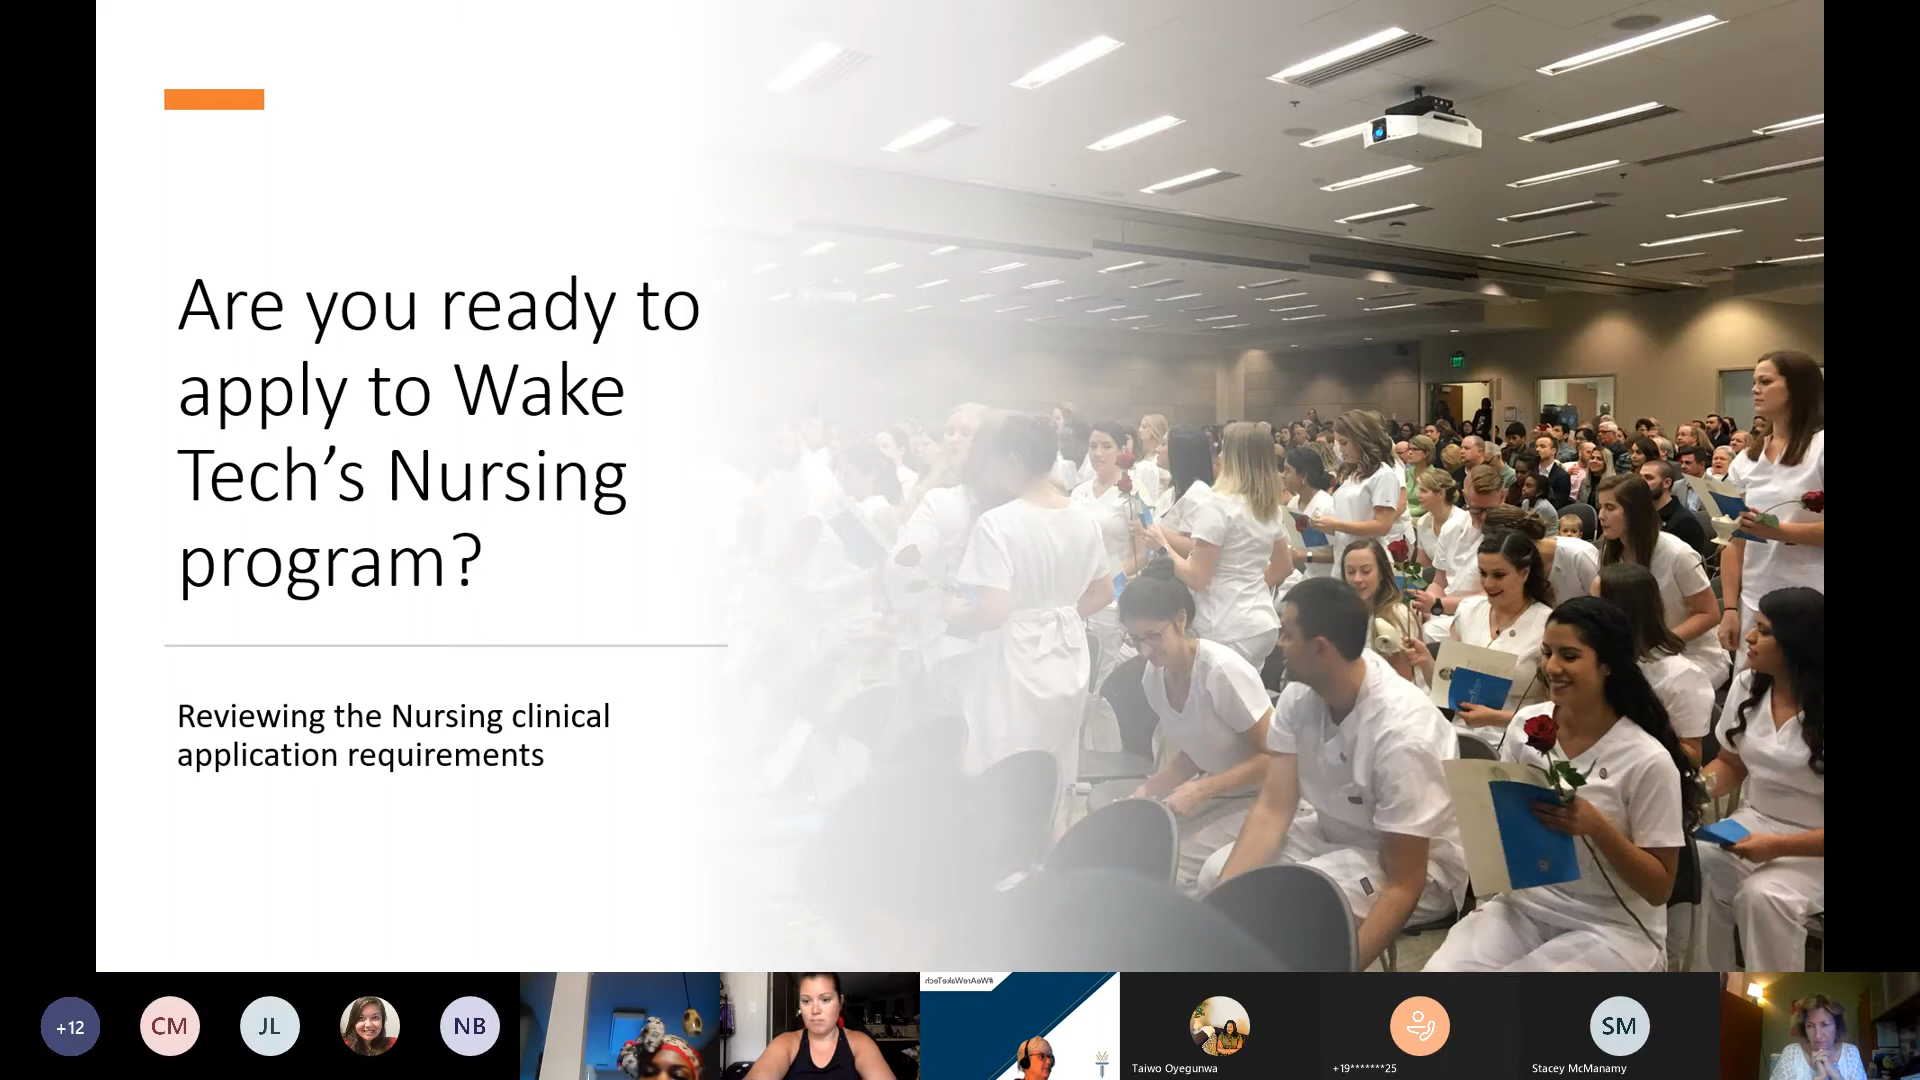 Are you ready to
apply to Wake
Tech’s Nursing
program?
Reviewing the Nursing clinical
application requirements
+12
CM
JL
NB
#WeAreWakeTech
Taiwo Oyegunwa
+19*******25
SM
Stacey McManamy